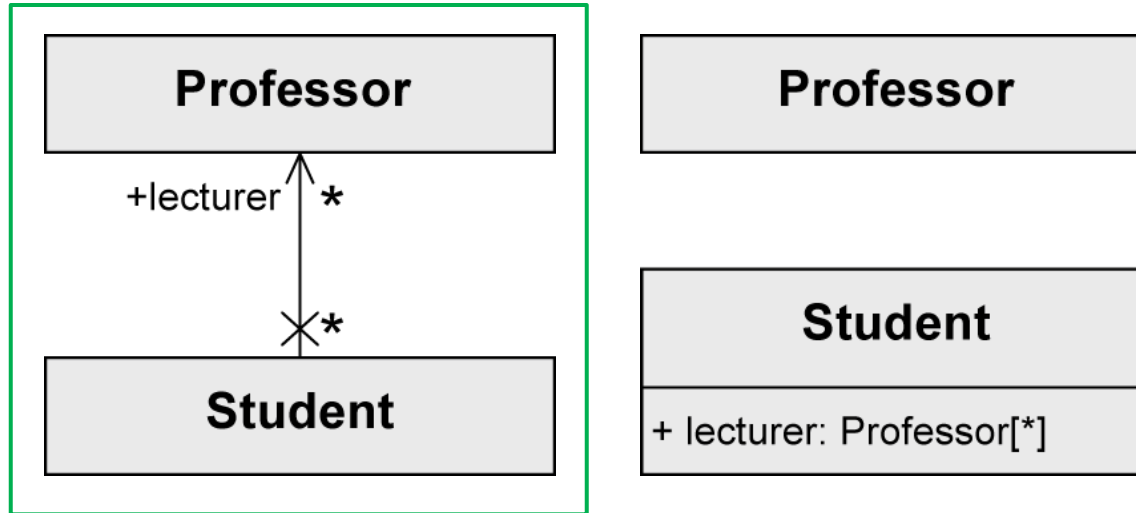 Professor
+lecturer *
*
Student
Professor
Student
+ lecturer: Professor[*]